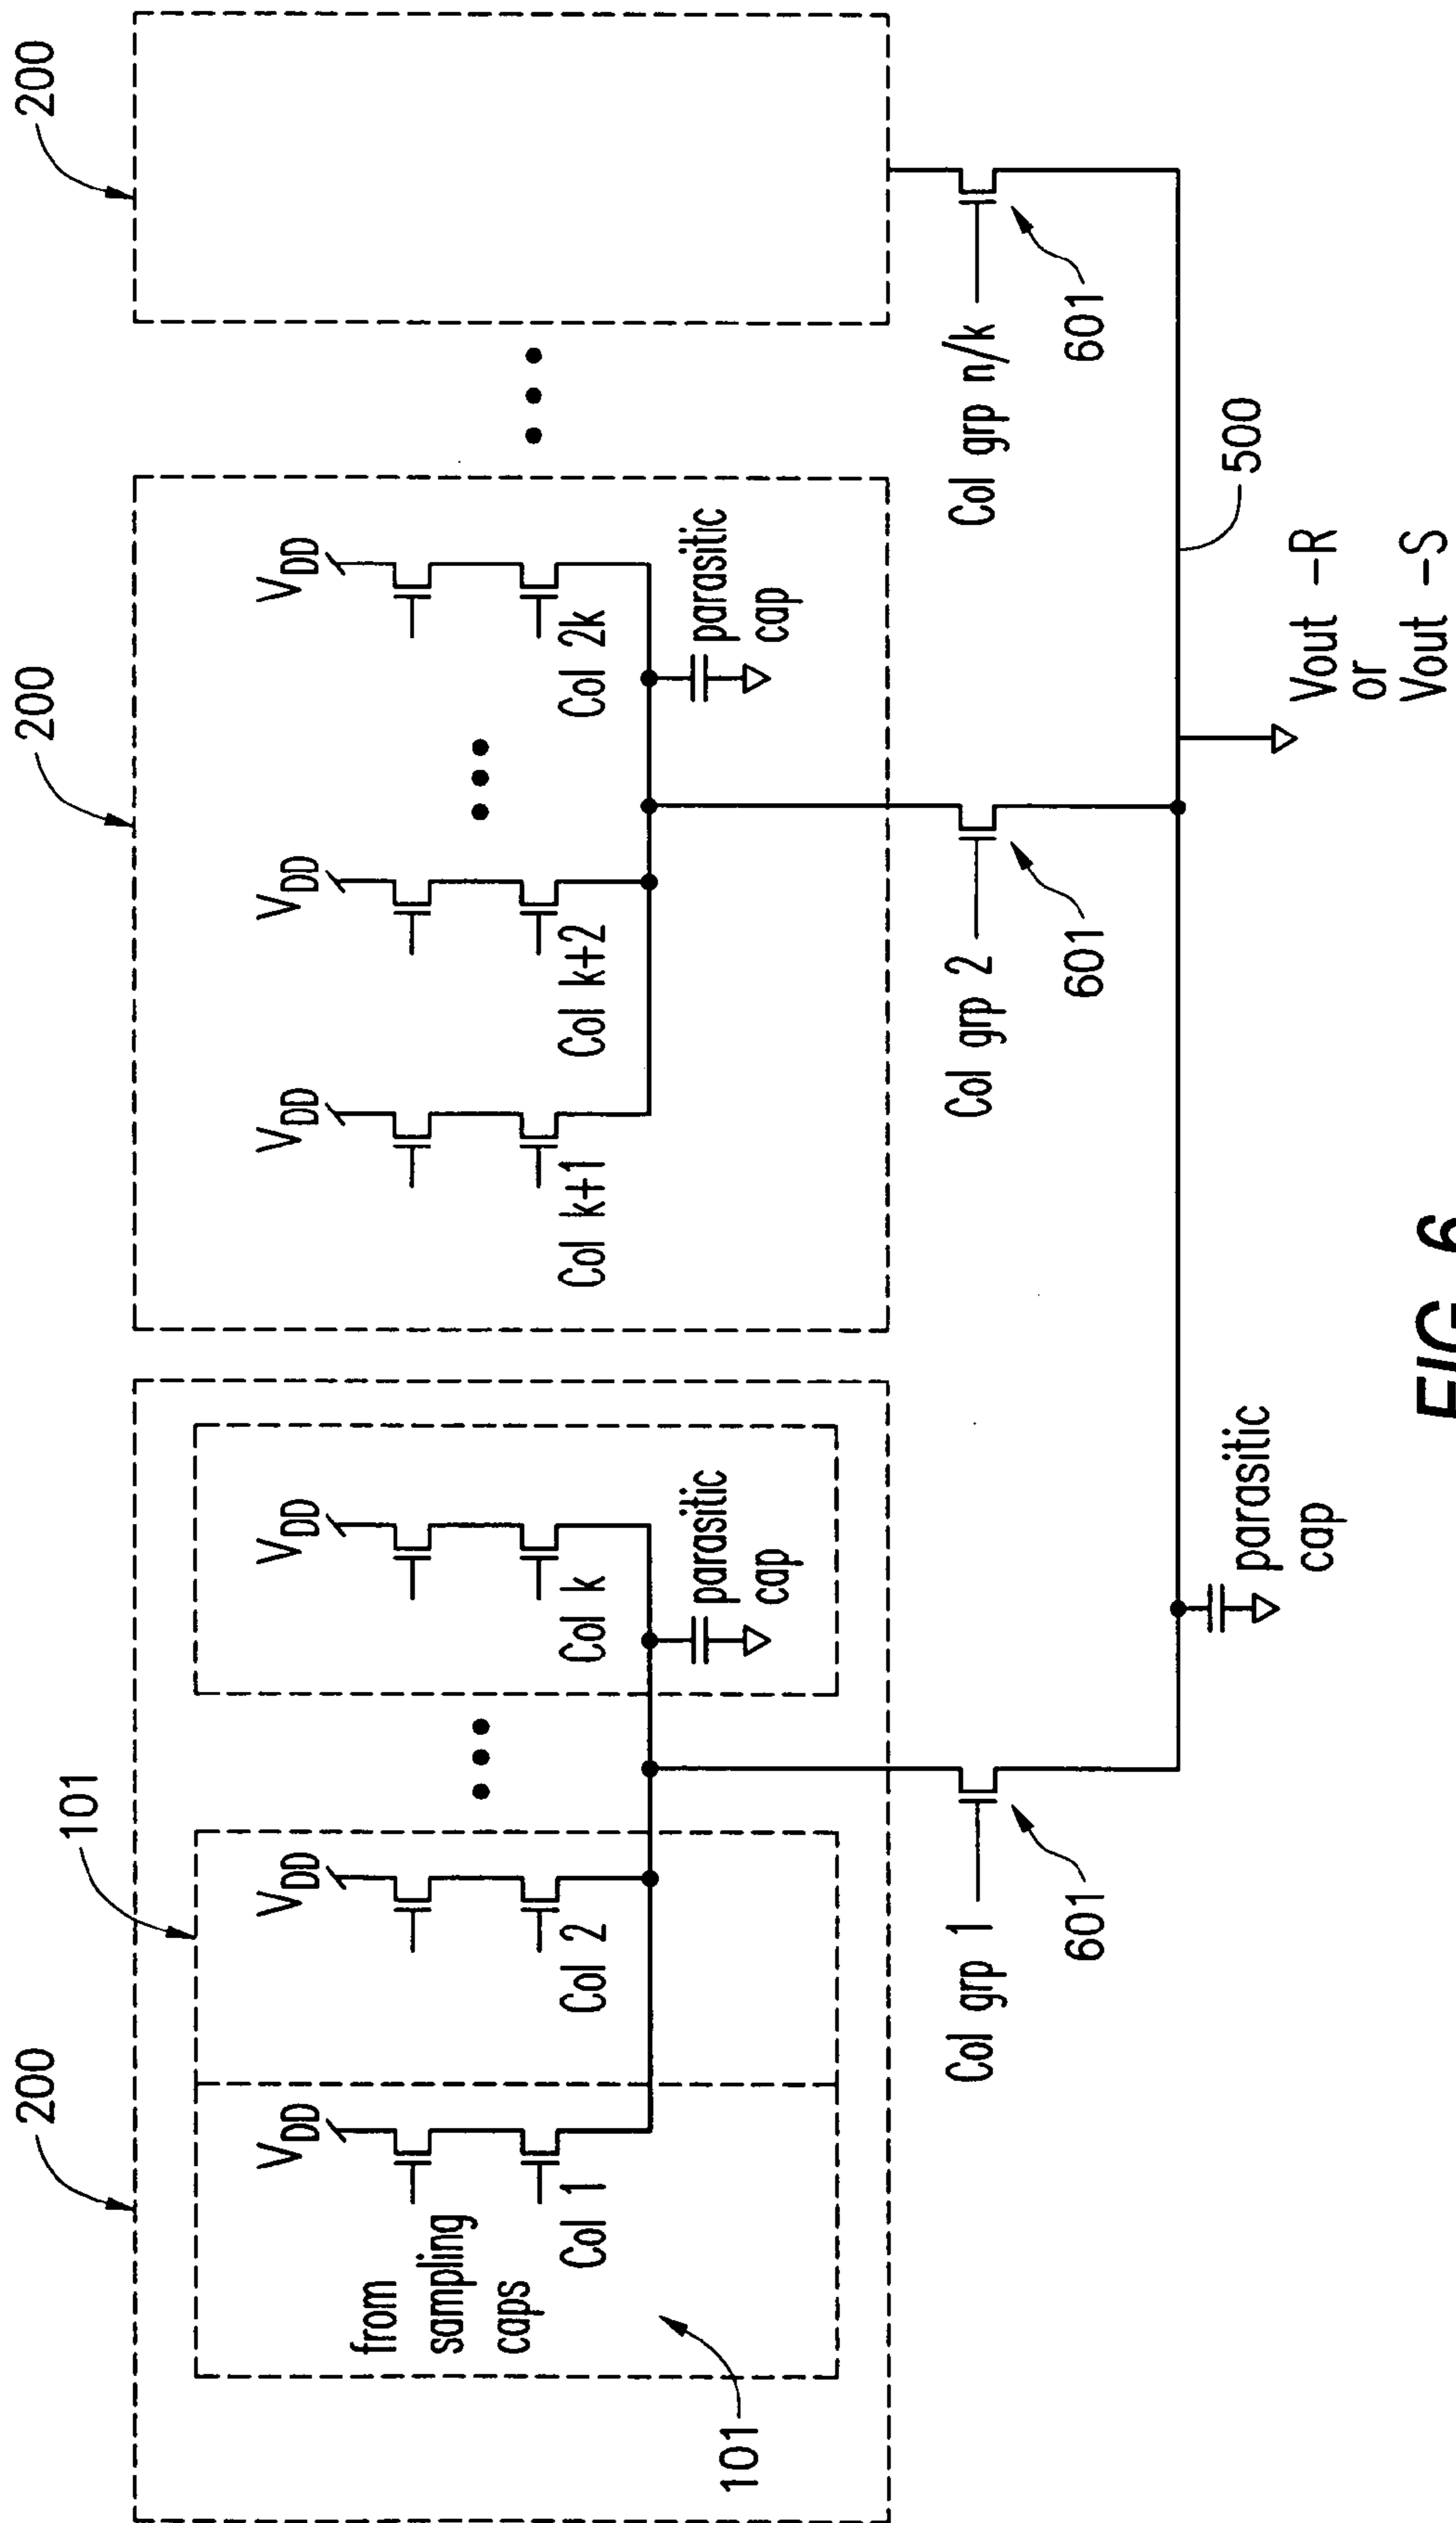 200
200
200
101
V_DD
V_DD
V_DD
V_DD
V_DD
V_DD
from
sampling
caps
Col 1
Col 2
Col k
Col k+1
Col k+2
Col 2k
parasitic
cap
parasitic
cap
101
Col grp 1
Col grp 2
Col grp n/k
601
601
601
500
parasitic
cap
Vout -R
or
Vout -S
FIG. 6